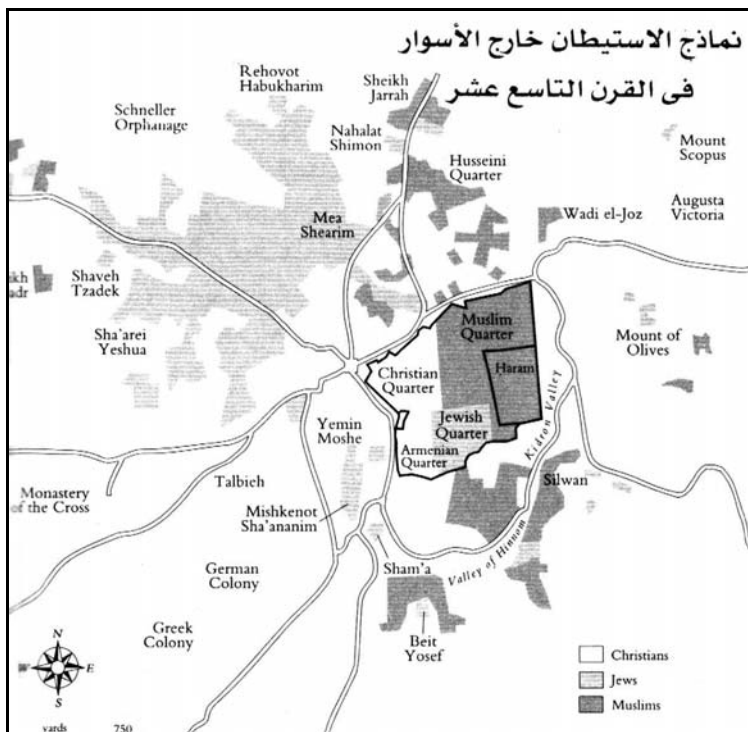 نماذج الاستيطان خارج الأسوار
فى القرن التاسع عشر
Rehovot
Habukharim
Sheikh
Jarrah
Schneller
Orphanage
Nahalat
Shimon
Mount
Scopus
Husseini
Quarter
Augusta
Victoria
Wadi el-Joz
Mea
Shearim
Shaveh
Tzadek
Muslim
Quarter
Sha'arei
Yeshua
Mount of
Olives
Haram
Christian
Quarter
Kidron Valley
Yemin
Moshe
Jewish
Quarter
Armenian
Quarter
Talbieh
Silwan
Monastery
of the Cross
Mishkenot
Sha'ananim
Valley of Hinnom
Sham'a
German
Colony
Greek
Colony
Beit
Yosef
N
W
E
S
Christians
Jews
Muslims
yards 750